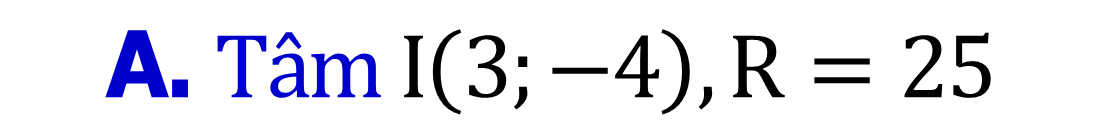 A. Tâm I(3; −4), R = 25